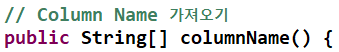 // Column Name 가져오기
public String[] columnName() {